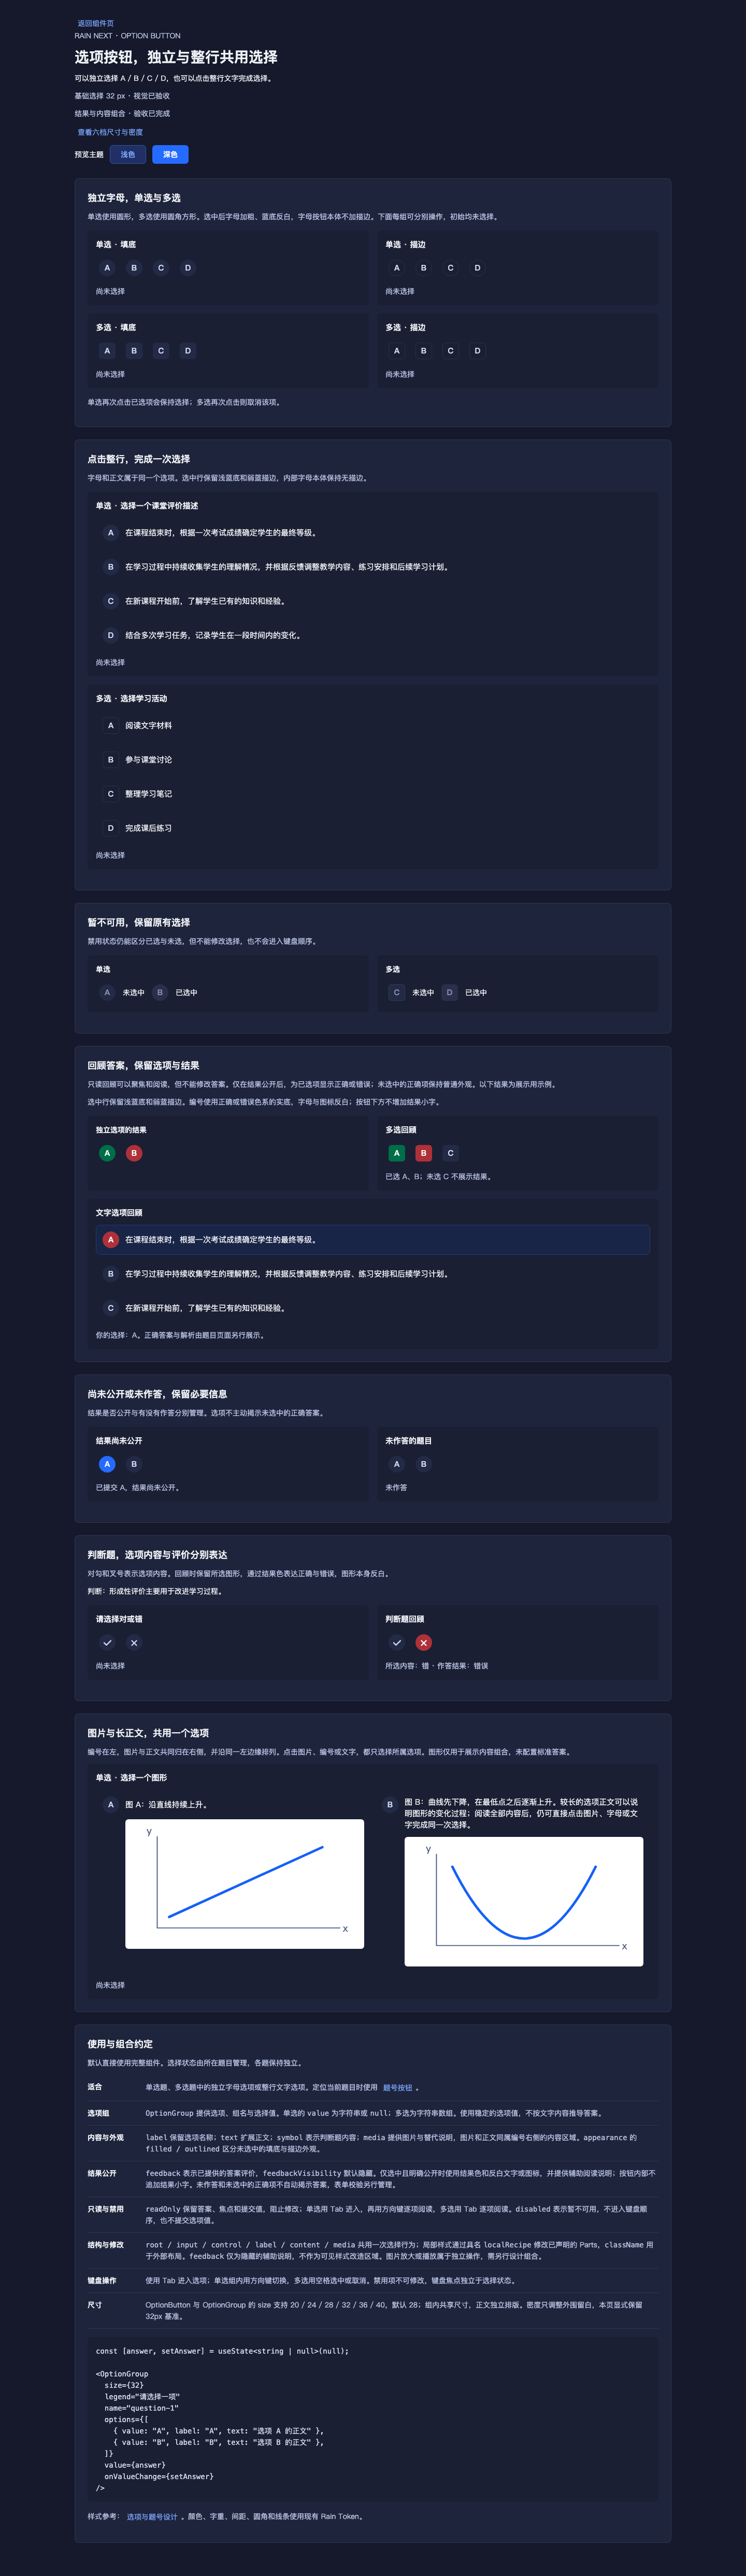 返回组件页
RAIN NEXT · OPTION BUTTON
选项按钮，独立与整行共用选择
可以独立选择 A / B / C / D，也可以点击整行文字完成选择。
基础选择 32 px · 视觉已验收
结果与内容组合 · 验收已完成
查看六档尺寸与密度
预览主题 浅色 深色
独立字母，单选与多选
单选使用圆形，多选使用圆角方形。选中后字母加粗、蓝底反白，字母按钮本体不加描边。下面每组可分别操作，初始均未选择。
单选 · 填底
A B C D
尚未选择
单选 · 描边
A B C D
尚未选择
多选 · 填底
A B C D
尚未选择
多选 · 描边
A B C D
尚未选择
单选再次点击已选项会保持选择；多选再次点击则取消该项。
点击整行，完成一次选择
字母和正文属于同一个选项。选中行保留浅蓝底和弱蓝描边，内部字母本体保持无描边。
单选 · 选择一个课堂评价描述
A 在课程结束时，根据一次考试成绩确定学生的最终等级。
B 在学习过程中持续收集学生的理解情况，并根据反馈调整教学内容、练习安排和后续学习计划。
C 在新课程开始前，了解学生已有的知识和经验。
D 结合多次学习任务，记录学生在一段时间内的变化。
尚未选择
多选 · 选择学习活动
A 阅读文字材料
B 参与课堂讨论
C 整理学习笔记
D 完成课后练习
尚未选择
暂不可用，保留原有选择
禁用状态仍能区分已选与未选，但不能修改选择，也不会进入键盘顺序。
单选
A 未选中 B 已选中
多选
C 未选中 D 已选中
回顾答案，保留选项与结果
只读回顾可以聚焦和阅读，但不能修改答案。仅在结果公开后，为已选项显示正确或错误；未选中的正确项保持普通外观。以下结果为展示用示例。
选中行保留浅蓝底和弱蓝描边。编号使用正确或错误色系的实底，字母与图标反白；按钮下方不增加结果小字。
独立选项的结果
A B
多选回顾
A B C
已选 A、B；未选 C 不展示结果。
文字选项回顾
A 在课程结束时，根据一次考试成绩确定学生的最终等级。
B 在学习过程中持续收集学生的理解情况，并根据反馈调整教学内容、练习安排和后续学习计划。
C 在新课程开始前，了解学生已有的知识和经验。
你的选择：A。正确答案与解析由题目页面另行展示。
尚未公开或未作答，保留必要信息
结果是否公开与有没有作答分别管理。选项不主动揭示未选中的正确答案。
结果尚未公开
A B
已提交 A，结果尚未公开。
未作答的题目
A B
未作答
判断题，选项内容与评价分别表达
对勾和叉号表示选项内容。回顾时保留所选图形，通过结果色表达正确与错误，图形本身反白。
判断：形成性评价主要用于改进学习过程。
请选择对或错
尚未选择
判断题回顾
所选内容：错 · 作答结果：错误
图片与长正文，共用一个选项
编号在左，图片与正文共同归在右侧，并沿同一左边缘排列。点击图片、编号或文字，都只选择所属选项。图形仅用于展示内容组合，未配置标准答案。
单选 · 选择一个图形
A 图 A：沿直线持续上升。
y
x
B 图 B：曲线先下降，在最低点之后逐渐上升。较长的选项正文可以说
明图形的变化过程；阅读全部内容后，仍可直接点击图片、字母或文
字完成同一次选择。
y
x
尚未选择
使用与组合约定
默认直接使用完整组件。选择状态由所在题目管理，各题保持独立。
适合 单选题、多选题中的独立字母选项或整行文字选项。定位当前题目时使用 题号按钮 。
选项组 OptionGroup 提供选项、组名与选择值。单选的 value 为字符串或 null；多选为字符串数组。使用稳定的选项值，不按文字内容推导答案。
内容与外观 label 保留选项名称；text 扩展正文；symbol 表示判断题内容；media 提供图片与替代说明，图片和正文同属编号右侧的内容区域。appearance 的
filled / outlined 区分未选中的填底与描边外观。
结果公开 feedback 表示已提供的答案评价，feedbackVisibility 默认隐藏。仅选中且明确公开时使用结果色和反白文字或图标，并提供辅助阅读说明；按钮内部不
追加结果小字。未作答和未选中的正确项不自动揭示答案，表单校验另行管理。
只读与禁用 readOnly 保留答案、焦点和提交值，阻止修改；单选用 Tab 进入，再用方向键逐项阅读，多选用 Tab 逐项阅读。disabled 表示暂不可用，不进入键盘顺
序，也不提交选项值。
结构与修改 root / input / control / label / content / media 共用一次选择行为；局部样式通过具名 localRecipe 修改已声明的 Parts，className 用
于外部布局。feedback 仅为隐藏的辅助说明，不作为可见样式改造区域。图片放大或播放属于独立操作，需另行设计组合。
键盘操作 使用 Tab 进入选项；单选组内用方向键切换，多选用空格选中或取消。禁用项不可修改，键盘焦点独立于选择状态。
尺寸 OptionButton 与 OptionGroup 的 size 支持 20 / 24 / 28 / 32 / 36 / 40，默认 28；组内共享尺寸，正文独立排版。密度只调整外围留白，本页显式保留
32px 基准。
const [answer, setAnswer] = useState<string | null>(null);
<OptionGroup
size={32}
legend="请选择一项"
name="question-1"
options={[
{ value: "A", label: "A", text: "选项 A 的正文" },
{ value: "B", label: "B", text: "选项 B 的正文" },
]}
value={answer}
onValueChange={setAnswer}
/>
样式参考： 选项与题号设计 。颜色、字重、间距、圆角和线条使用现有 Rain Token。